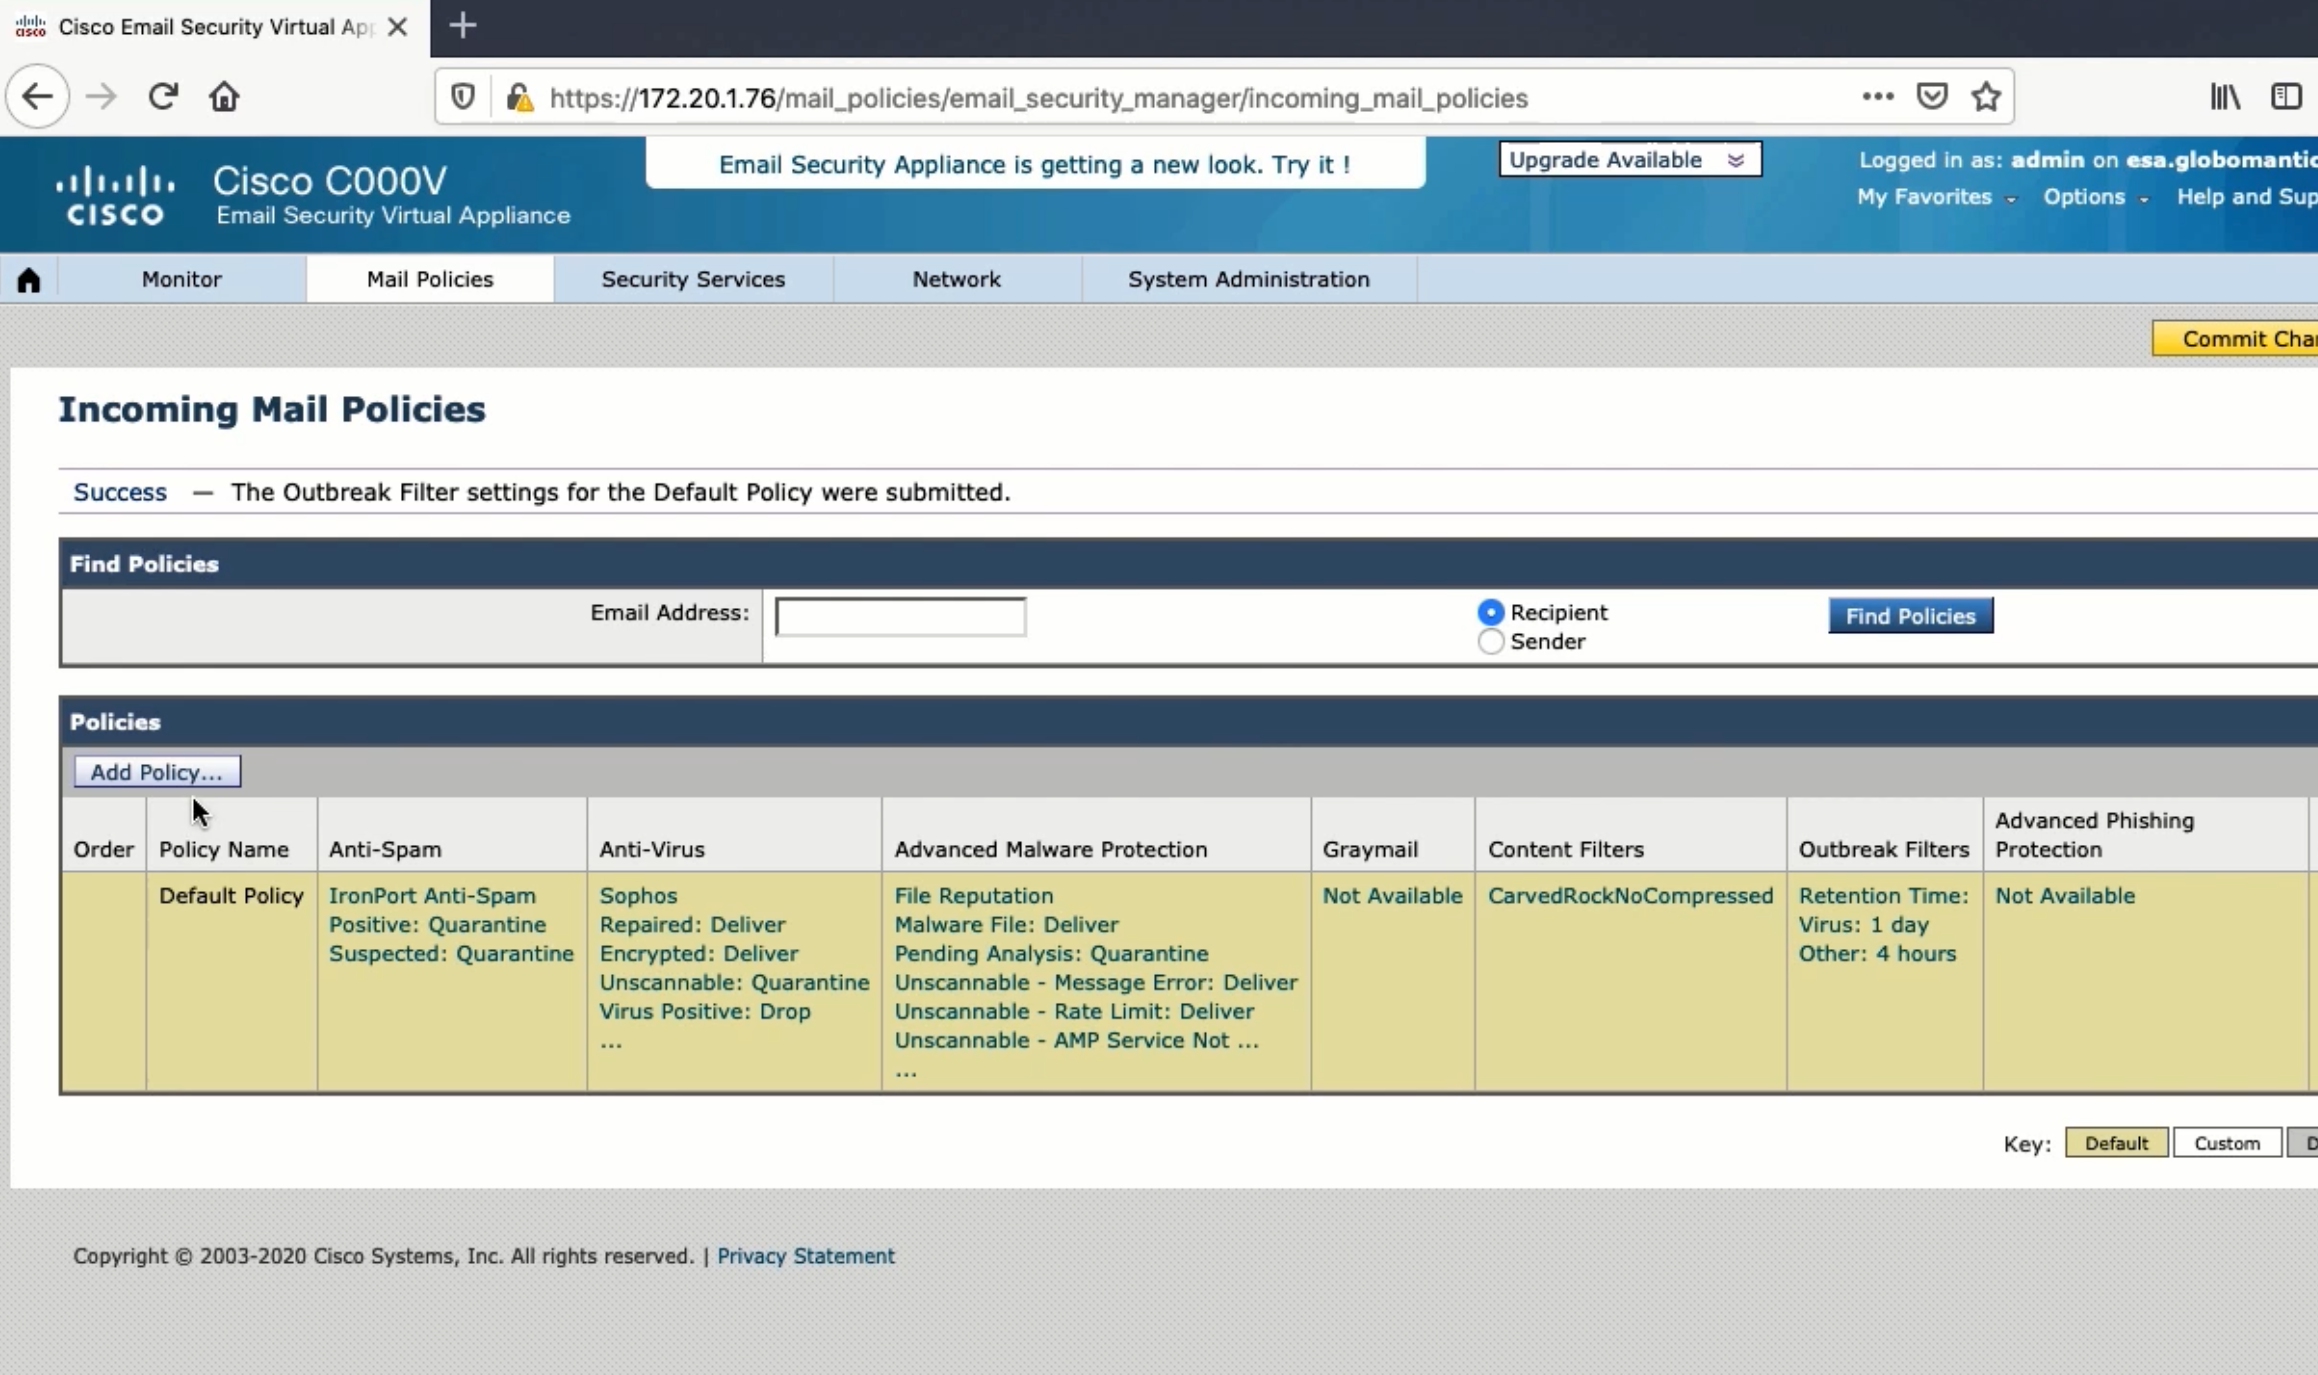 Cisco Email Security Virtual App
https://172.20.1.76/mail_policies/email_security_manager/incoming_mail_policies
CISCO
Cisco C000V
Email Security Virtual Appliance
Email Security Appliance is getting a new look. Try it !
Upgrade Available
Logged in as: admin on esa.globomantic
My Favorites
Options
Help and Sup
Monitor
Mail Policies
Security Services
Network
System Administration
Commit Cha
Incoming Mail Policies
Success — The Outbreak Filter settings for the Default Policy were submitted.
Find Policies
Email Address:
Recipient
Sender
Find Policies
Policies
Add Policy...
Order
Policy Name
Anti-Spam
Anti-Virus
Advanced Malware Protection
Graymail
Content Filters
Outbreak Filters
Advanced Phishing
Protection
Default Policy
IronPort Anti-Spam
Positive: Quarantine
Suspected: Quarantine
Sophos
Repaired: Deliver
Encrypted: Deliver
Unscannable: Quarantine
Virus Positive: Drop
...
File Reputation
Malware File: Deliver
Pending Analysis: Quarantine
Unscannable - Message Error: Deliver
Unscannable - Rate Limit: Deliver
Unscannable - AMP Service Not ...
...
Not Available
CarvedRockNoCompressed
Retention Time:
Virus: 1 day
Other: 4 hours
Not Available
Key:
Default
Custom
D
Copyright © 2003-2020 Cisco Systems, Inc. All rights reserved. | Privacy Statement